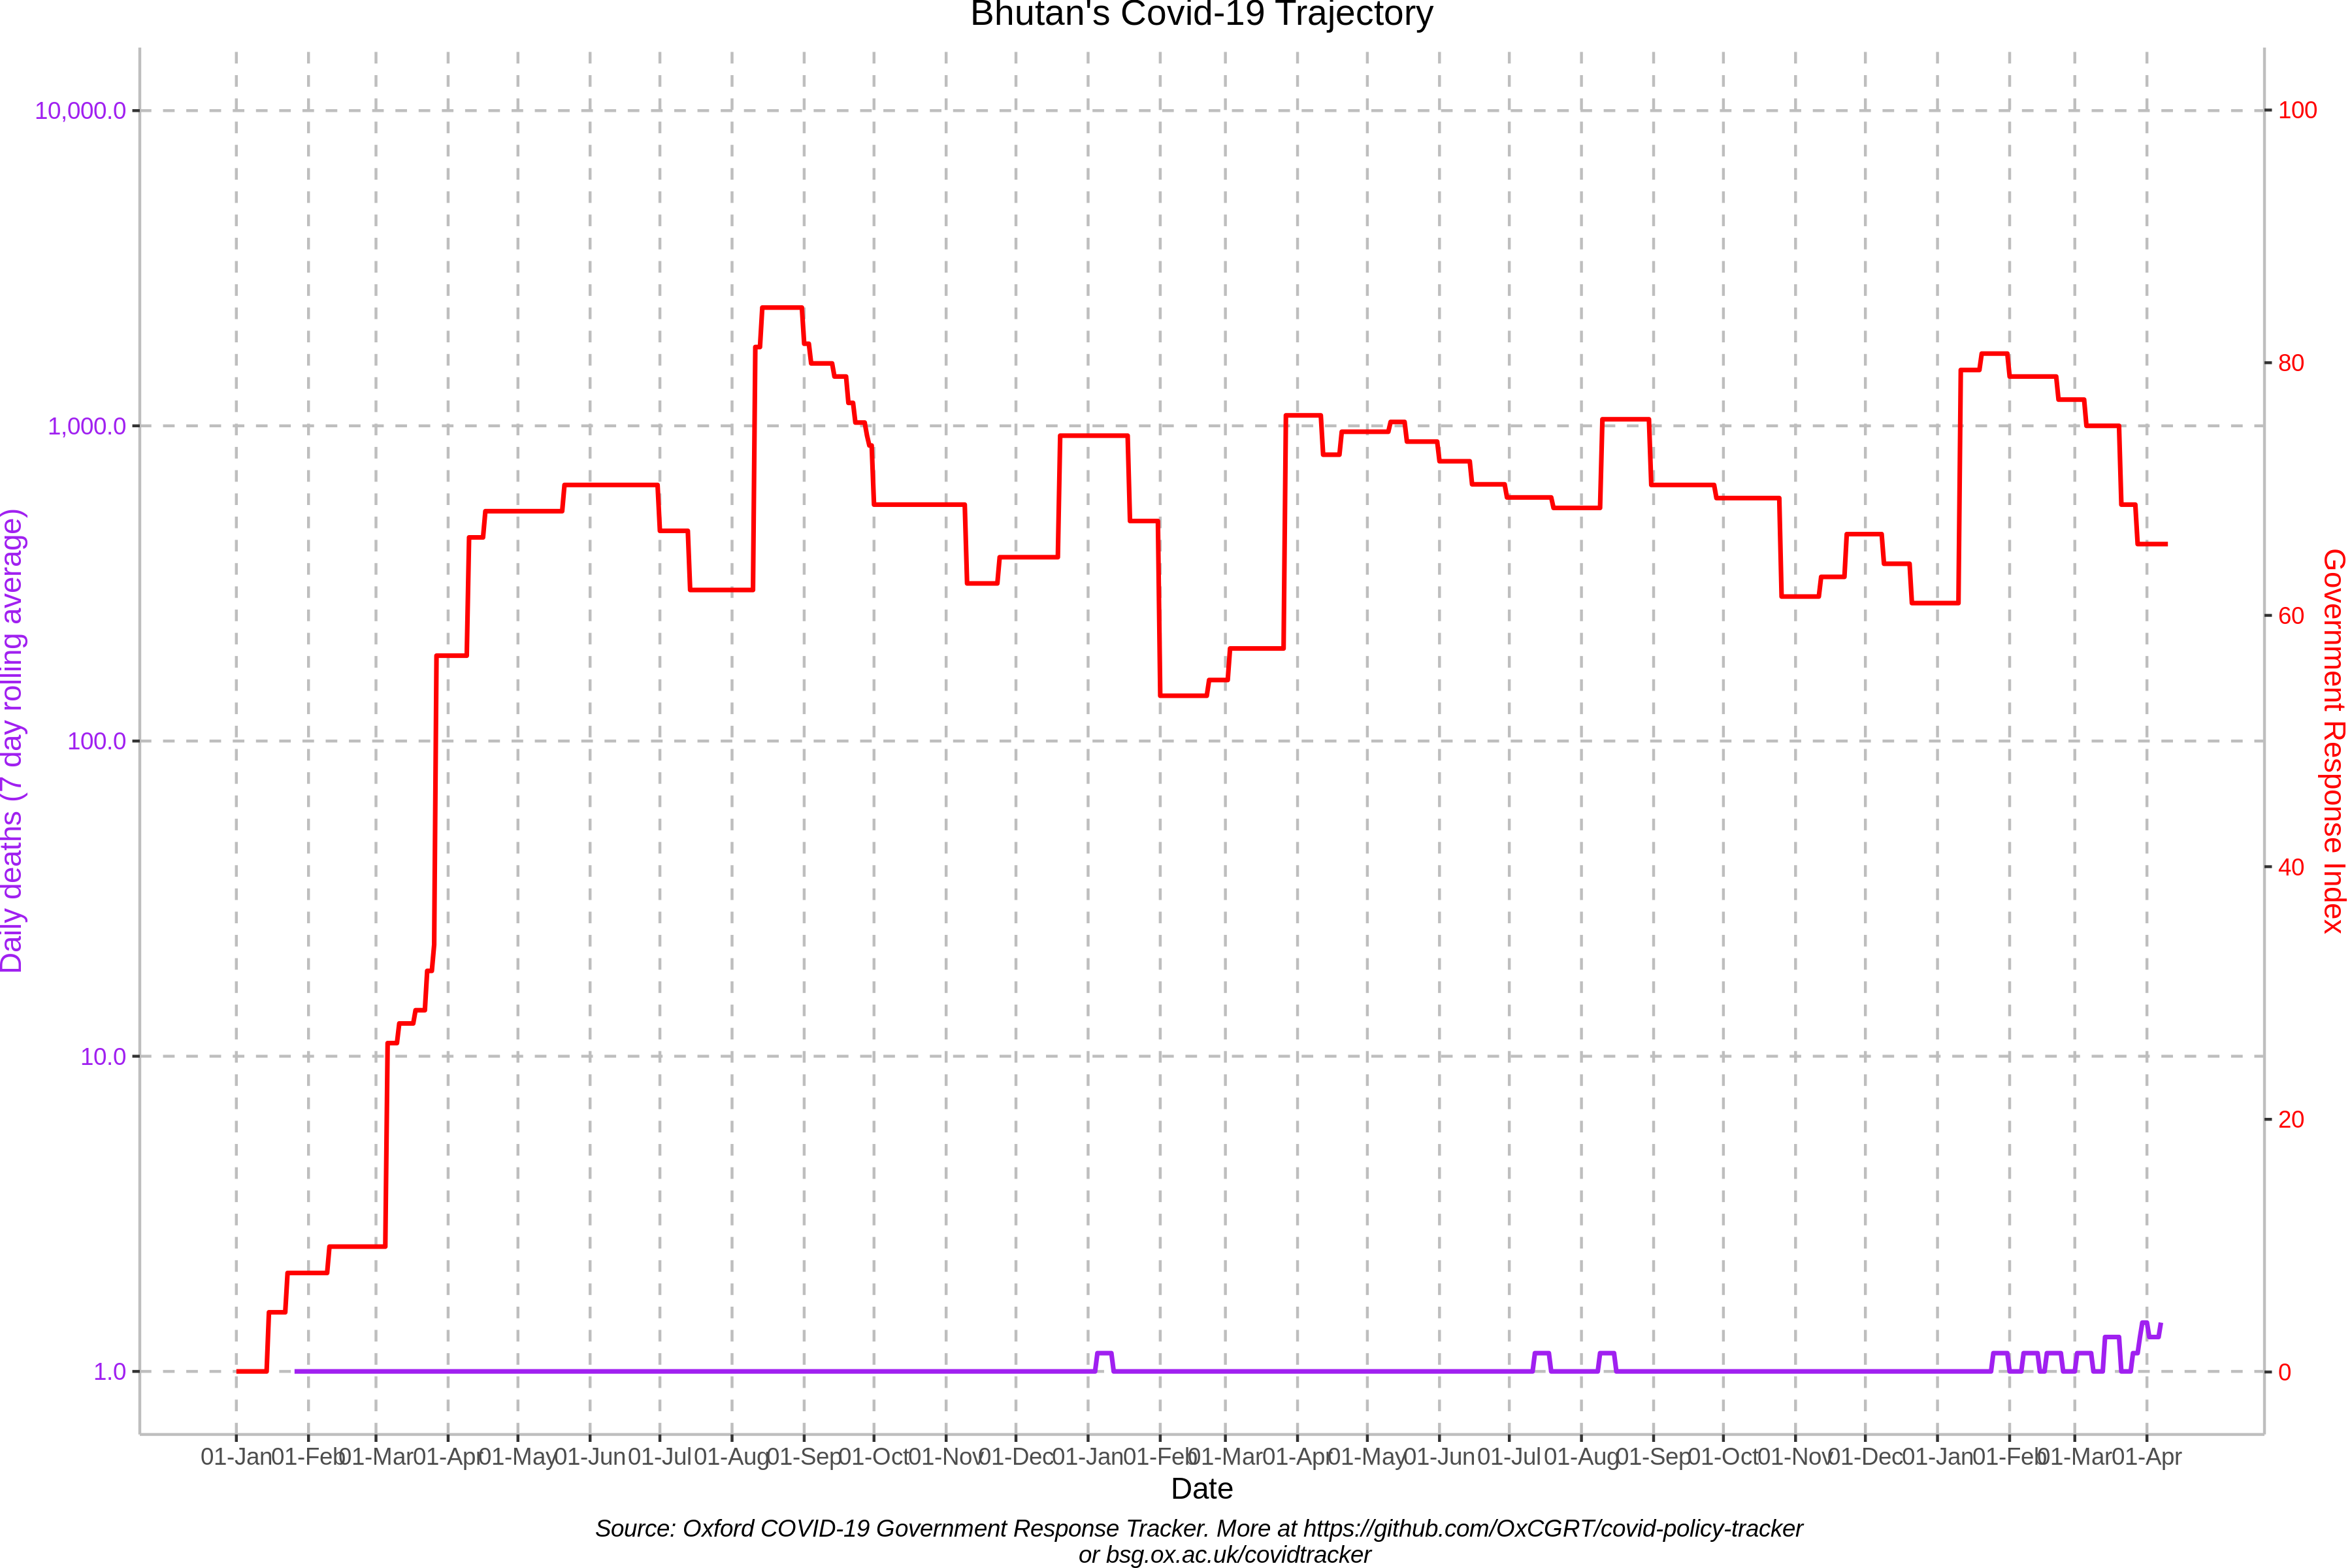 Bhutan's Covid-19 Trajectory
10,000.0
1,000.0
100.0
10.0
1.0
Daily deaths (7 day rolling average)
100
80
60
40
20
0
Government Response Index
01-Jan 01-Feb 01-Mar 01-Apr 01-May 01-Jun 01-Jul 01-Aug 01-Sep 01-Oct 01-Nov 01-Dec 01-Jan 01-Feb 01-Mar 01-Apr 01-May 01-Jun 01-Jul 01-Aug 01-Sep 01-Oct 01-Nov 01-Dec 01-Jan 01-Feb 01-Mar 01-Apr
Date
Source: Oxford COVID-19 Government Response Tracker. More at https://github.com/OxCGRT/covid-policy-tracker
or bsg.ox.ac.uk/covidtracker